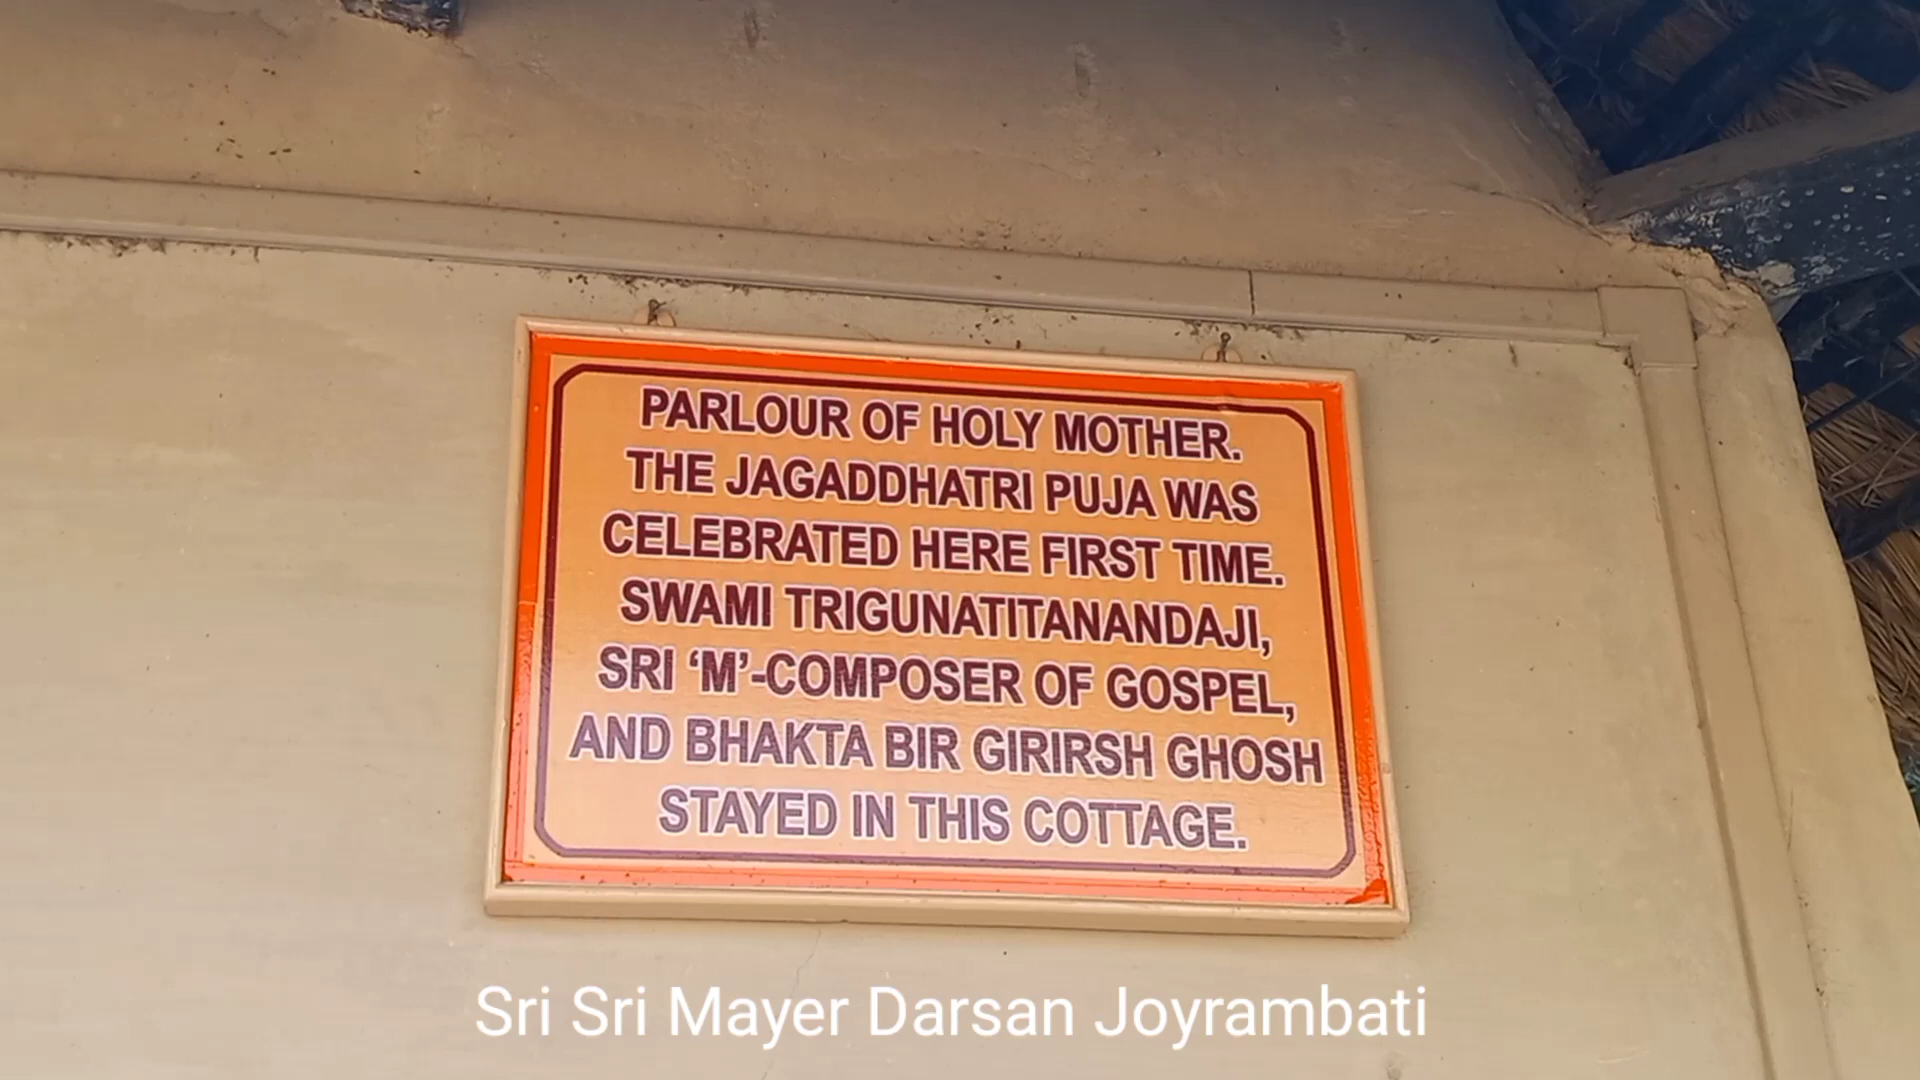 PARLOUR OF HOLY MOTHER.
THE JAGADDHATRI PUJA WAS
CELEBRATED HERE FIRST TIME.
SWAMI TRIGUNATITANANDAJI,
SRI ‘M’-COMPOSER OF GOSPEL,
AND BHAKTA BIR GIRIRSH GHOSH
STAYED IN THIS COTTAGE.
Sri Sri Mayer Darsan Joyrambati